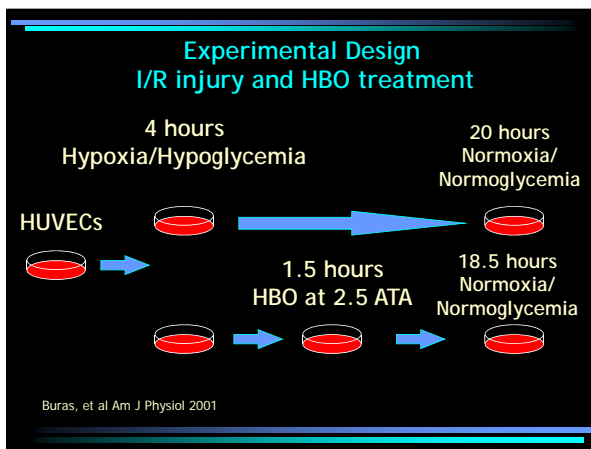 Experimental Design
I/R injury and HBO treatment
4 hours
Hypoxia/Hypoglycemia
20 hours
Normoxia/
Normoglycemia
HUVECs
1.5 hours
HBO at 2.5 ATA
18.5 hours
Normoxia/
Normoglycemia
Buras, et al Am J Physiol 2001